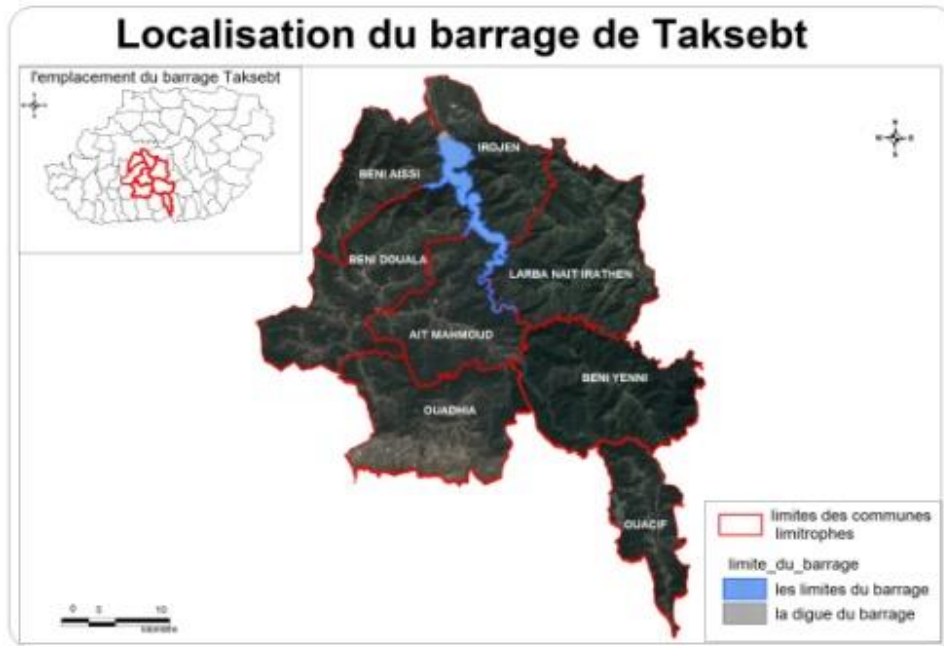 Localisation du barrage de Taksebt
l'emplacement du barrage Taksebt
IRDJEN
BENI AISSI
BENI DOUALA
LARBA NAIT IRATHEN
AIT MAHMOUD
BENI YENNI
OUADHIA
OUACIF
limites des communes
limitrophes
limite_du_barrage
les limites du barrage
la digue du barrage
0 5 10